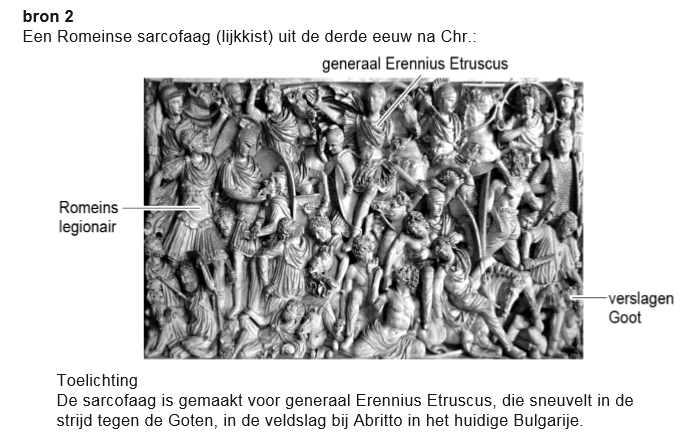 bron 2
Een Romeinse sarcofaag (lijkkist) uit de derde eeuw na Chr.:
generaal Erennius Etruscus
Romeins
legionair
verslagen
Goot
Toelichting
De sarcofaag is gemaakt voor generaal Erennius Etruscus, die sneuvelt in de
strijd tegen de Goten, in de veldslag bij Abritto in het huidige Bulgarije.